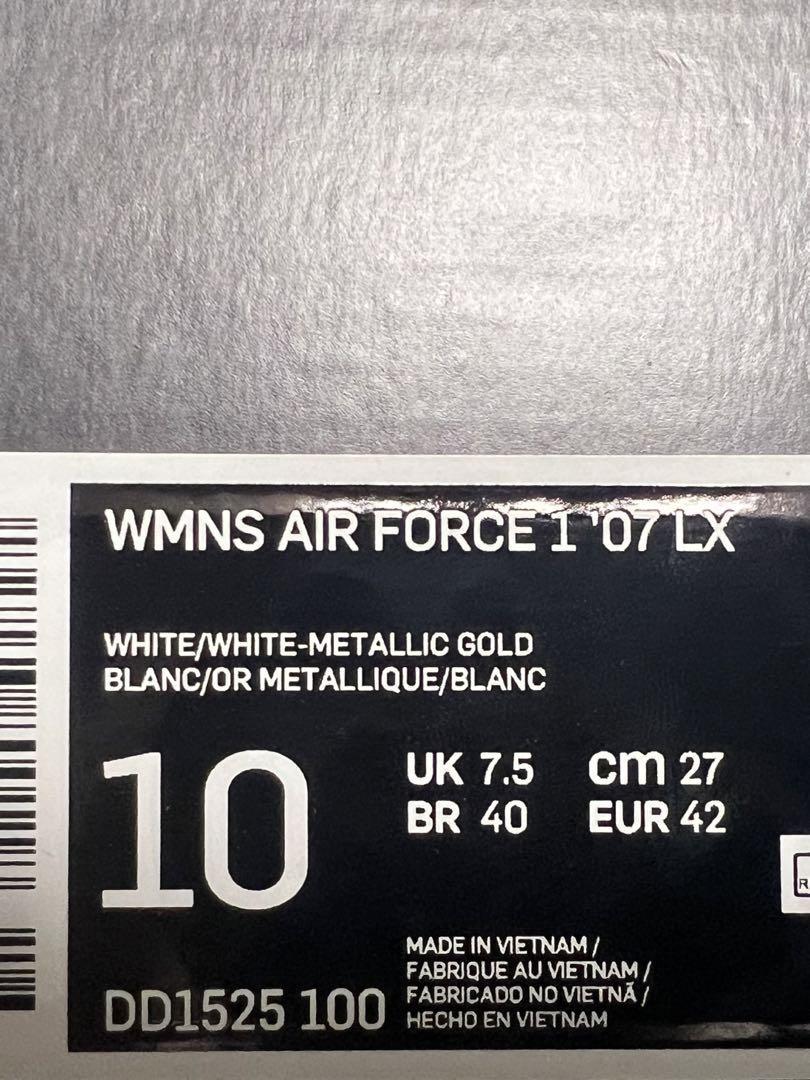 WMNS AIR FORCE 1 '07 LX
WHITE/WHITE-METALLIC GOLD
BLANC/OR METALLIQUE/BLANC
10
UK 7.5 cm 27
BR 40 EUR 42
R
MADE IN VIETNAM /
FABRIQUE AU VIETNAM /
FABRICADO NO VIETNÃ /
HECHO EN VIETNAM
DD1525 100